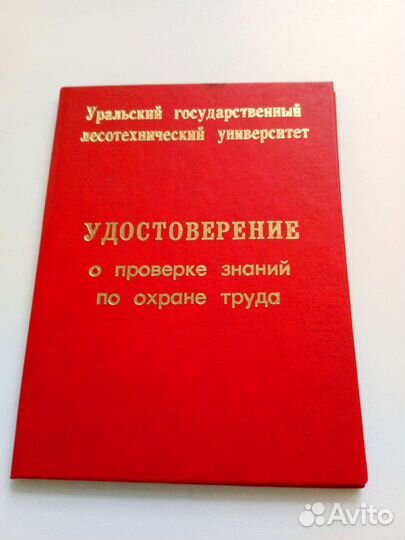 Уральский государственный
лесотехнический университет
УДОСТОВЕРЕНИЕ
о проверке знаний
по охране труда
Avito